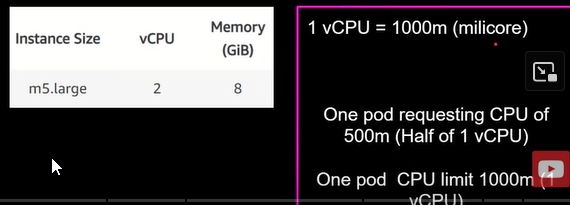 Instance Size vCPU Memory (GiB)
m5.large 2 8
1 vCPU = 1000m (milicore)
One pod requesting CPU of
500m (Half of 1 vCPU)
One pod CPU limit 1000m (1
vCPU)